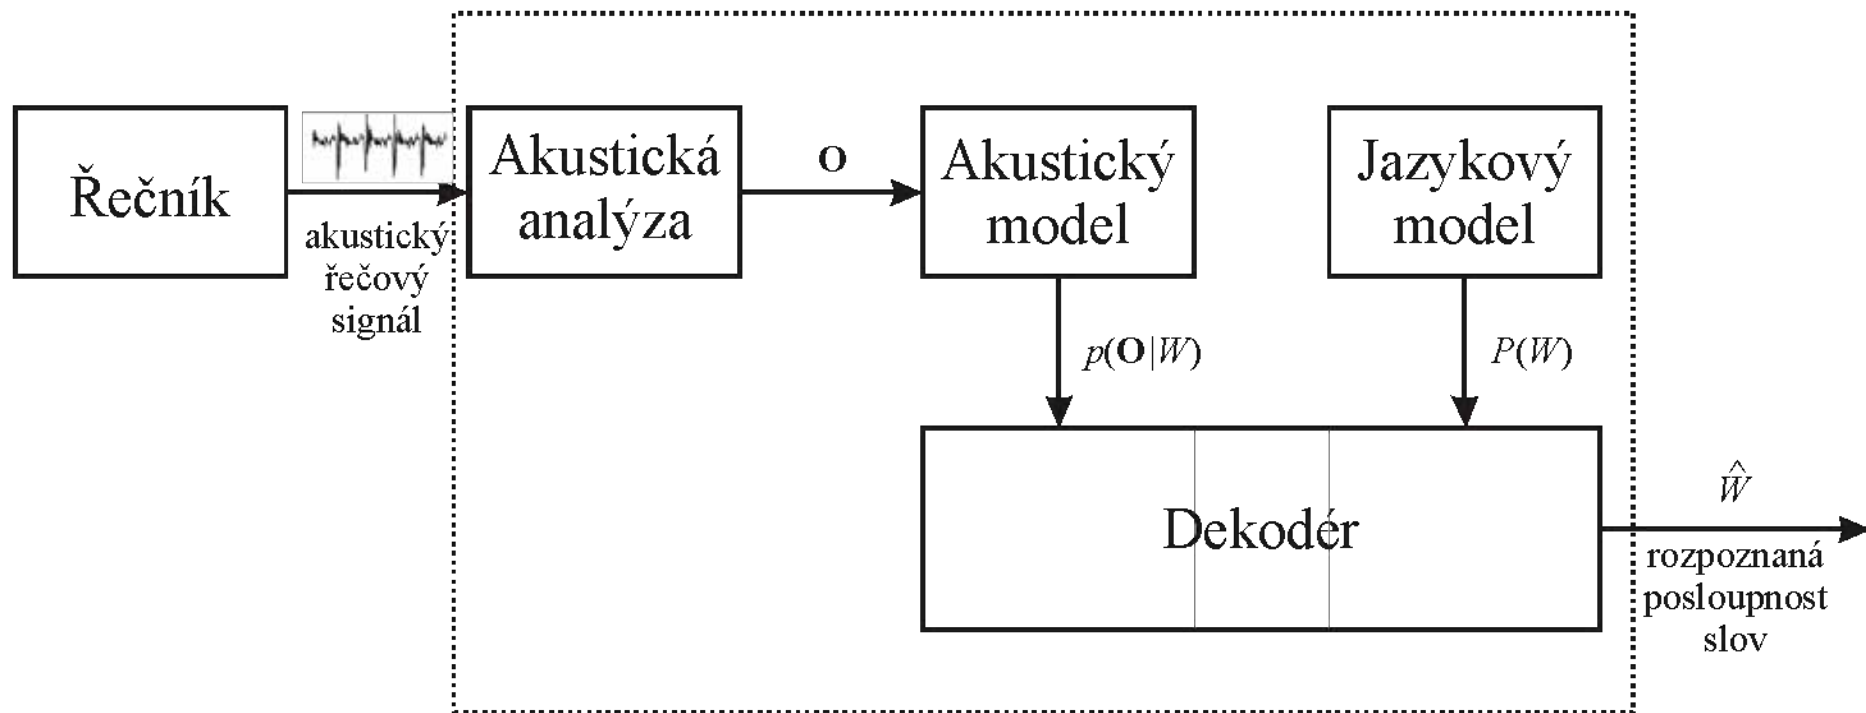 Řečník
akustický
řečový
signál
Akustická
analýza
O
Akustický
model
Jazykový
model
p(O|W)
P(W)
Dekodér
Ŵ
rozpoznaná
posloupnost
slov